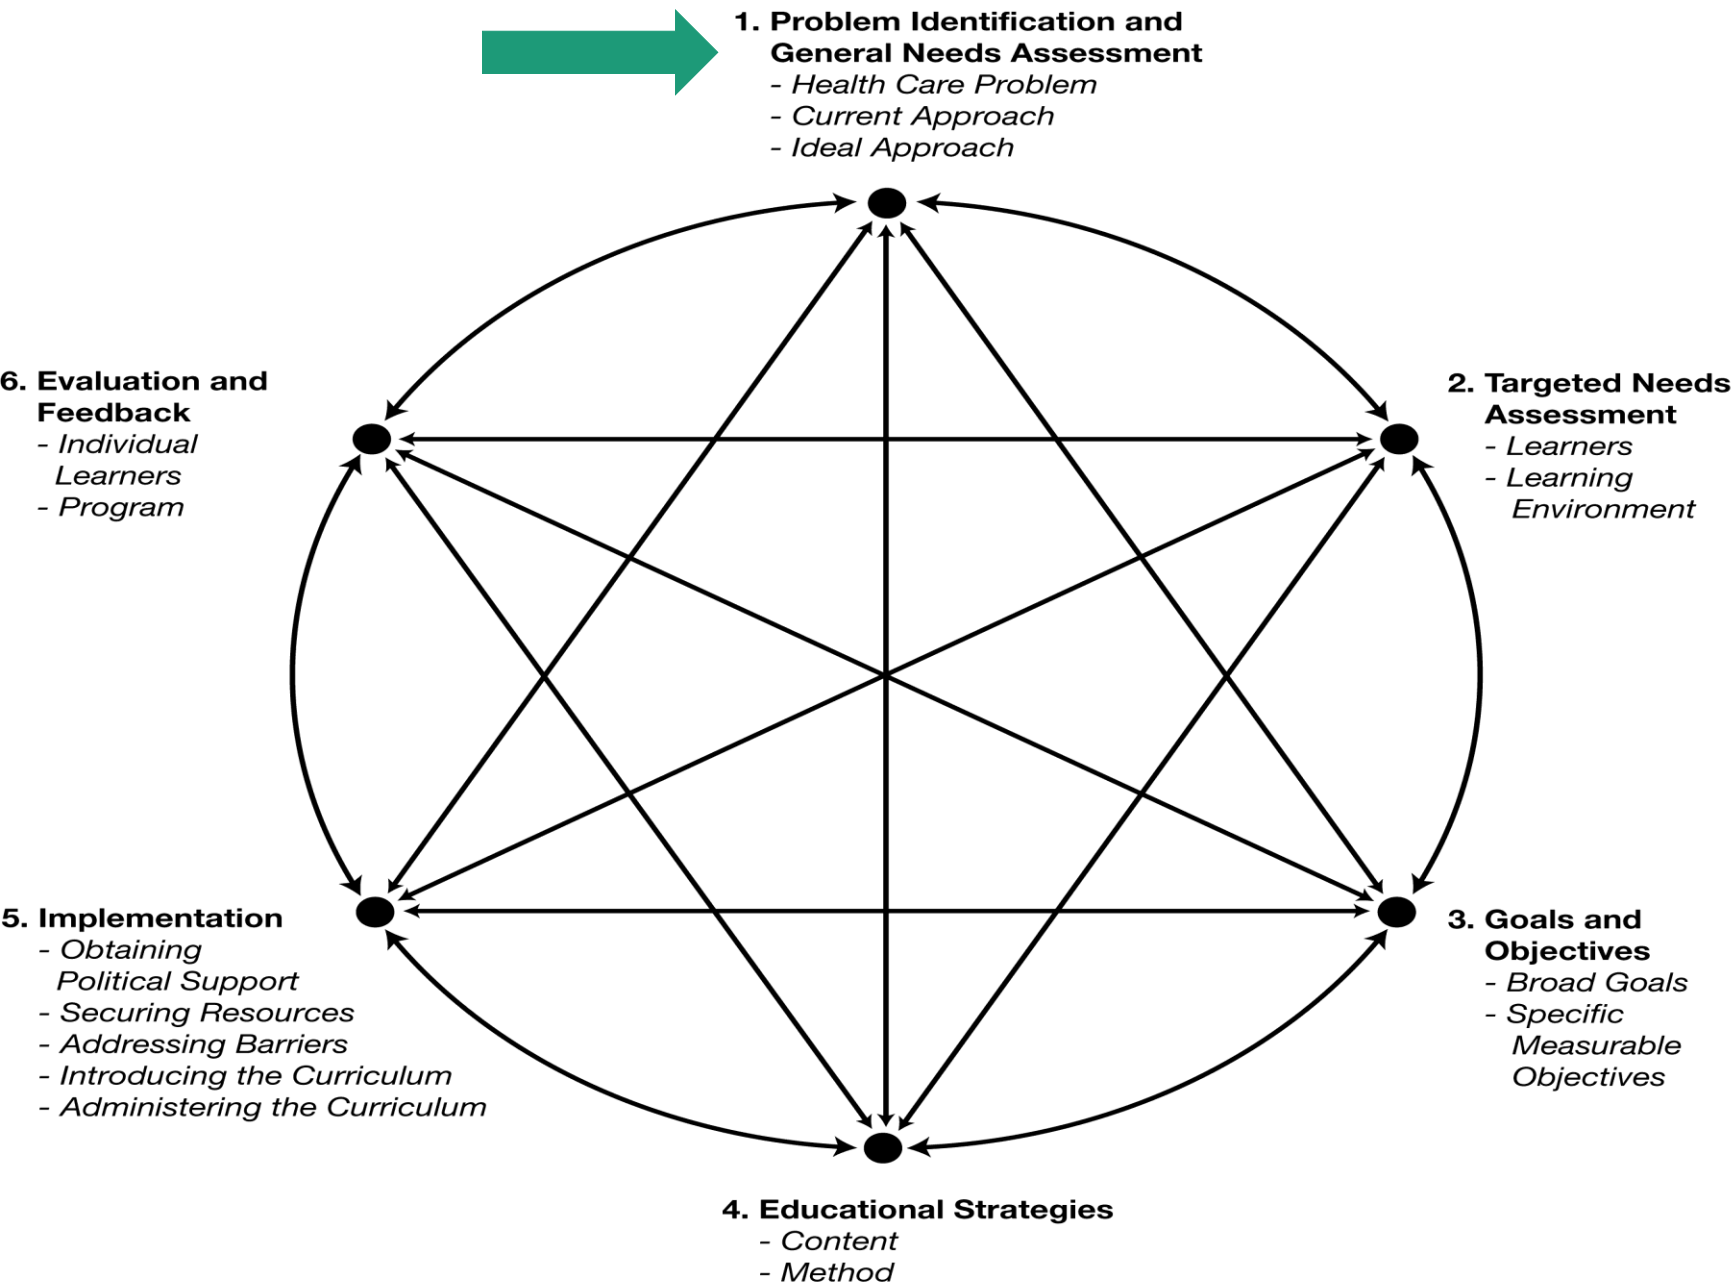 1. Problem Identification and
General Needs Assessment
- Health Care Problem
- Current Approach
- Ideal Approach
2. Targeted Needs
Assessment
- Learners
- Learning
Environment
3. Goals and
Objectives
- Broad Goals
- Specific
Measurable
Objectives
4. Educational Strategies
- Content
- Method
5. Implementation
- Obtaining
Political Support
- Securing Resources
- Addressing Barriers
- Introducing the Curriculum
- Administering the Curriculum
6. Evaluation and
Feedback
- Individual
Learners
- Program